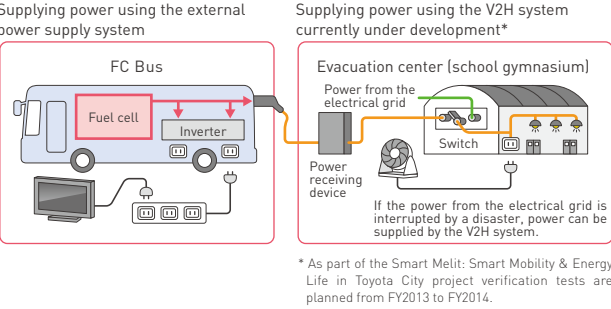 Supplying power using the external
power supply system
FC Bus
Fuel cell
Inverter
Supplying power using the V2H system
currently under development*
Evacuation center (school gymnasium)
Power from the
electrical grid
Switch
Power
receiving
device
If the power from the electrical grid is
interrupted by a disaster, power can be
supplied by the V2H system.
* As part of the Smart Melit: Smart Mobility & Energy
Life in Toyota City project verification tests are
planned from FY2013 to FY2014.